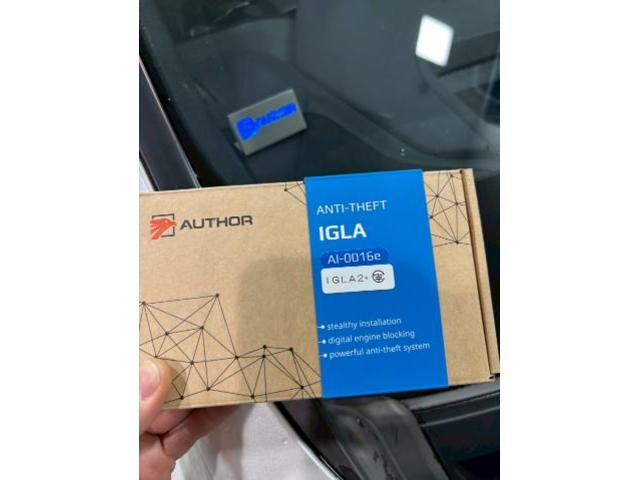 AUTHOR
ANTI-THEFT
IGLA
AI-0016e
IGLA2+
stealthy installation
digital engine blocking
powerful anti-theft system